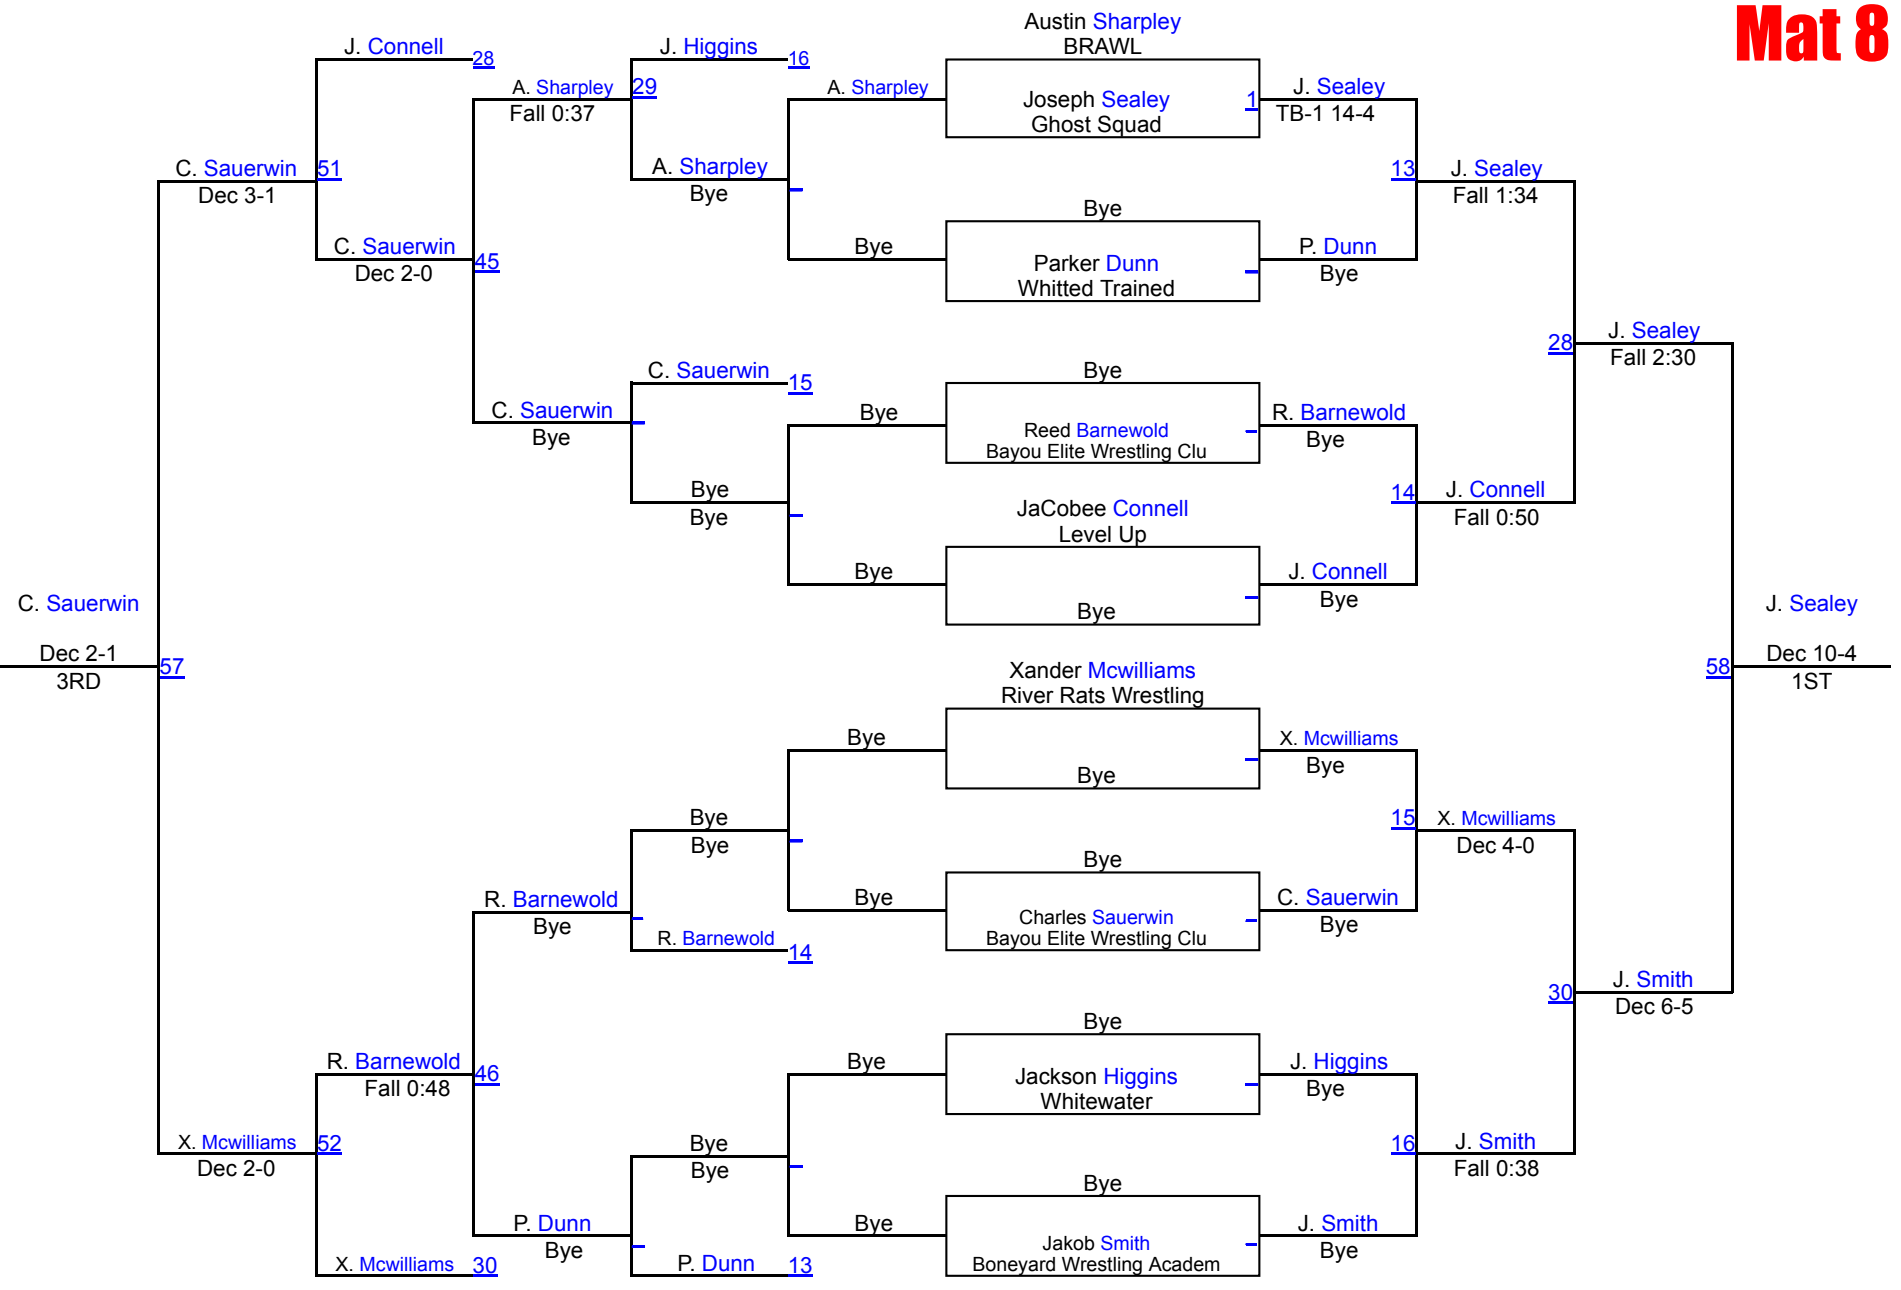 Mat 8
Austin Sharpley
BRAWL
J. Connell
28
J. Higgins
16
A. Sharpley
Fall 0:37
29
A. Sharpley
Joseph Sealey
Ghost Squad
1
J. Sealey
TB-1 14-4
C. Sauerwin
Dec 3-1
51
A. Sharpley
Bye
13
J. Sealey
Fall 1:34
Bye
C. Sauerwin
Dec 2-0
45
Bye
Parker Dunn
Whitted Trained
P. Dunn
Bye
28
J. Sealey
Fall 2:30
C. Sauerwin
15
Bye
C. Sauerwin
Bye
Bye
Reed Barnewold
Bayou Elite Wrestling Clu
R. Barnewold
Bye
Bye
Bye
14
J. Connell
Fall 0:50
JaCobee Connell
Level Up
Bye
Bye
J. Connell
Bye
C. Sauerwin
Dec 2-1
3RD
57
J. Sealey
58
Dec 10-4
1ST
Xander Mcwilliams
River Rats Wrestling
Bye
Bye
X. Mcwilliams
Bye
Bye
Bye
15
X. Mcwilliams
Dec 4-0
Bye
R. Barnewold
Bye
Bye
Charles Sauerwin
Bayou Elite Wrestling Clu
C. Sauerwin
Bye
R. Barnewold
14
30
J. Smith
Dec 6-5
Bye
R. Barnewold
Fall 0:48
46
Bye
Jackson Higgins
Whitewater
J. Higgins
Bye
X. Mcwilliams
Dec 2-0
52
Bye
Bye
16
J. Smith
Fall 0:38
Bye
P. Dunn
Bye
Bye
Jakob Smith
Boneyard Wrestling Academ
J. Smith
Bye
X. Mcwilliams
30
P. Dunn
13